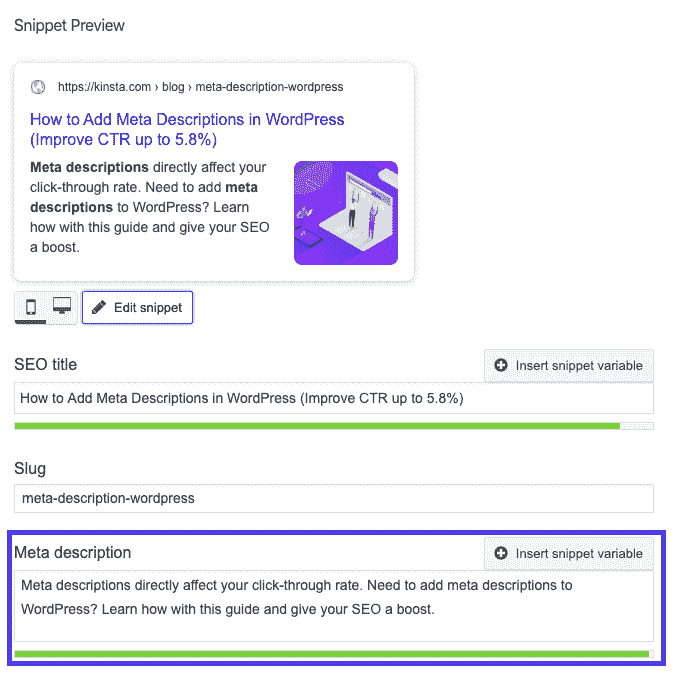 Snippet Preview
https://kinsta.com › blog › meta-description-wordpress
How to Add Meta Descriptions in WordPress
(Improve CTR up to 5.8%)
Meta descriptions directly affect your
click-through rate. Need to add meta
descriptions to WordPress? Learn
how with this guide and give your SEO
a boost.
Edit snippet
SEO title
Insert snippet variable
How to Add Meta Descriptions in WordPress (Improve CTR up to 5.8%)
Slug
meta-description-wordpress
Meta description
Insert snippet variable
Meta descriptions directly affect your click-through rate. Need to add meta descriptions to
WordPress? Learn how with this guide and give your SEO a boost.